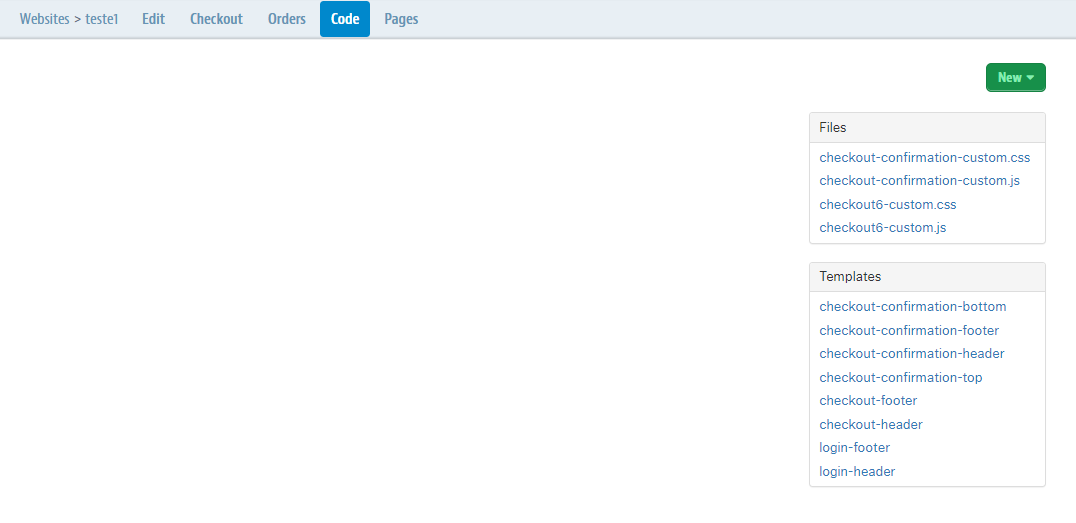 Websites > teste1 Edit Checkout Orders Code Pages
New
Files
checkout-confirmation-custom.css
checkout-confirmation-custom.js
checkout6-custom.css
checkout6-custom.js
Templates
checkout-confirmation-bottom
checkout-confirmation-footer
checkout-confirmation-header
checkout-confirmation-top
checkout-footer
checkout-header
login-footer
login-header